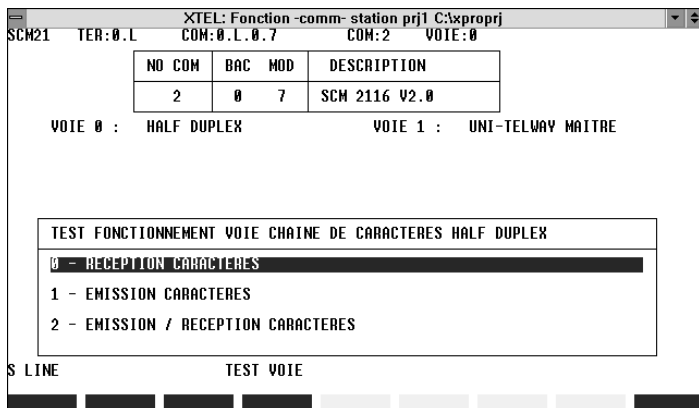 XTEL: Fonction -comm- station prj1 C:\xproprj
SCM21 TER:0.L COM:0.L.0.7 COM:2 VOIE:0
NO COM BAC MOD DESCRIPTION
2 0 7 SCM 2116 V2.0
VOIE 0 : HALF DUPLEX VOIE 1 : UNI-TELWAY MAITRE
TEST FONCTIONNEMENT VOIE CHAINE DE CARACTERES HALF DUPLEX
0 - RECEPTION CARACTERES
1 - EMISSION CARACTERES
2 - EMISSION / RECEPTION CARACTERES
S LINE TEST VOIE